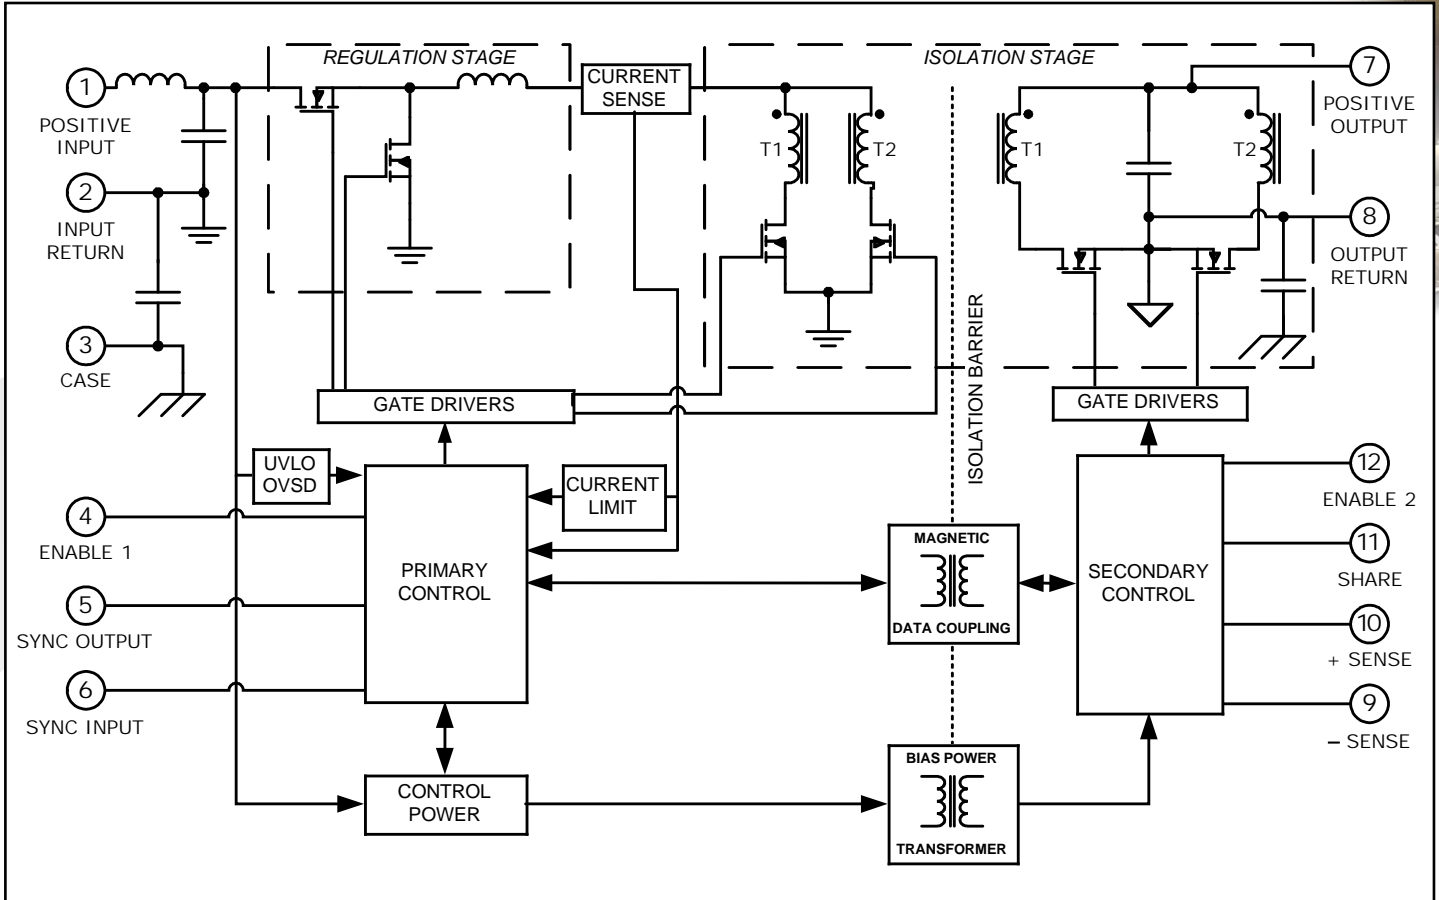 REGULATION STAGE
ISOLATION STAGE
1
POSITIVE
INPUT
CURRENT
SENSE
7
POSITIVE
OUTPUT
T1
T2
T1
T2
2
INPUT
RETURN
8
OUTPUT
RETURN
3
CASE
ISOLATION BARRIER
GATE DRIVERS
GATE DRIVERS
UVLO
OVSD
CURRENT
LIMIT
12
ENABLE 2
4
ENABLE 1
MAGNETIC
DATA COUPLING
11
SHARE
PRIMARY
CONTROL
SECONDARY
CONTROL
5
SYNC OUTPUT
10
+ SENSE
6
SYNC INPUT
9
– SENSE
CONTROL
POWER
BIAS POWER
TRANSFORMER